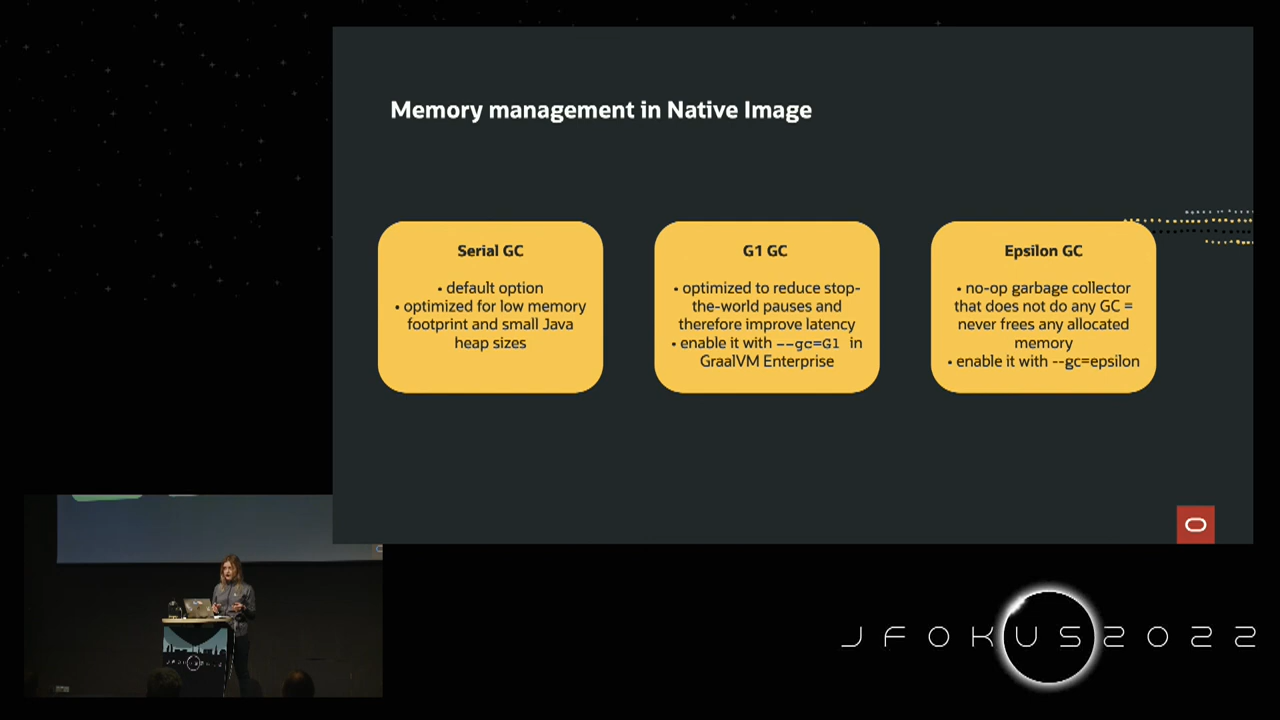 Memory management in Native Image
Serial GC
• default option
• optimized for low memory
footprint and small Java
heap sizes
G1 GC
• optimized to reduce stop-
the-world pauses and
therefore improve latency
• enable it with --gc=G1 in
GraalVM Enterprise
Epsilon GC
• no-op garbage collector
that does not do any GC =
never frees any allocated
memory
• enable it with --gc=epsilon
JFOKUS2022